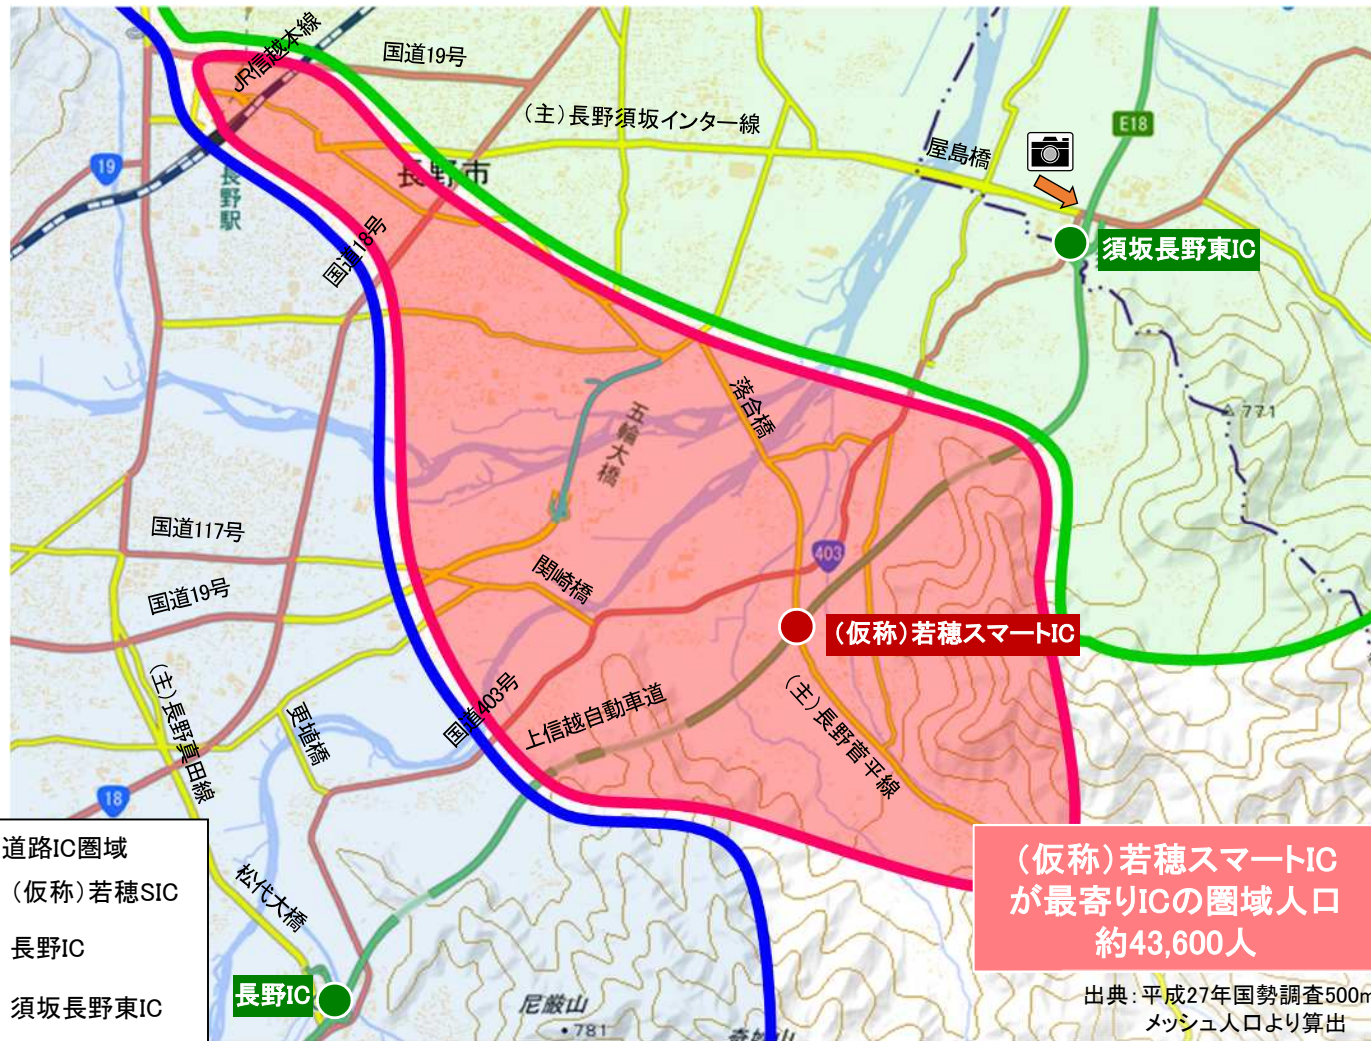 JR信越本線
国道19号
(主)長野須坂インター線
E18
屋島橋
19
長野市
長野駅
国道18号
須坂長野東IC
771
落合橋
五輪大橋
国道117号
403
関崎橋
国道19号
(仮称)若穂スマートIC
(主)長野真田線
更埴橋
国道403号
上信越自動車道
(主)長野菅平線
18
道路IC圏域
(仮称)若穂SIC
長野IC
須坂長野東IC
松代大橋
長野IC
尼厳山
781
(仮称)若穂スマートIC
が最寄りICの圏域人口
約43,600人
出典:平成27年国勢調査500m
メッシュ人口より算出